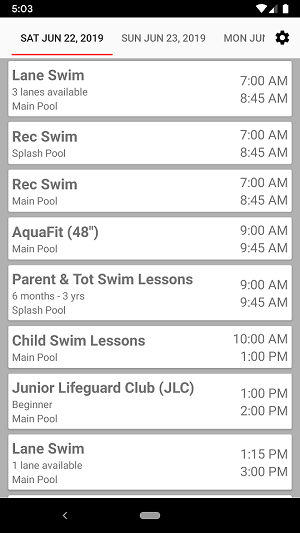 5:03
SAT JUN 22, 2019 SUN JUN 23, 2019 MON JUN
Lane Swim
3 lanes available
Main Pool
7:00 AM
8:45 AM
Rec Swim
Splash Pool
7:00 AM
8:45 AM
Rec Swim
Main Pool
7:00 AM
8:45 AM
AquaFit (48")
Main Pool
9:00 AM
9:45 AM
Parent & Tot Swim Lessons
6 months - 3 yrs
Splash Pool
9:00 AM
9:45 AM
Child Swim Lessons
Main Pool
10:00 AM
1:00 PM
Junior Lifeguard Club (JLC)
Beginner
Main Pool
1:00 PM
2:00 PM
Lane Swim
1 lane available
Main Pool
1:15 PM
3:00 PM